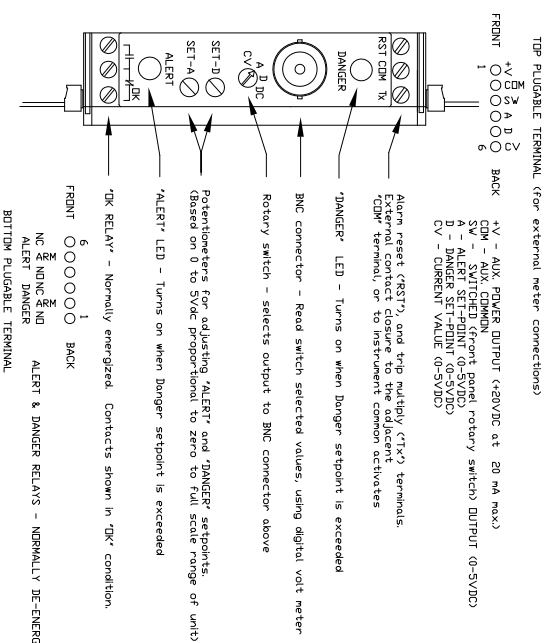 TOP PLUGABLE TERMINAL (for external meter connections)
FRONT
+V
COM
SW
A
D
CV
BACK
1
6
+V - AUX. POWER OUTPUT (+20VDC at 20 mA max.)
COM - AUX. COMMON
SW - SWITCHED (front panel rotary switch) OUTPUT (0-5VDC)
A - ALERT SET-POINT (0-5VDC)
D - DANGER SET-POINT (0-5VDC)
CV - CURRENT VALUE (0-5VDC)
RST COM Tx
DANGER
A D DC
CV
SET-D
SET-A
ALERT
OK
Alarm reset ("RST"), and trip multiply ("Tx") terminals.
External contact closure to the adjacent
"COM" terminal, or to instrument common activates
"DANGER" LED - Turns on when Danger setpoint is exceeded
BNC connector - Read switch selected values, using digital volt meter
Rotary switch - selects output to BNC connector above
Potentiometers for adjusting "ALERT" and "DANGER" setpoints.
(Based on 0 to 5Vdc proportional to zero to full scale range of unit)
"ALERT" LED - Turns on when Danger setpoint is exceeded
"OK RELAY - Normally energized. Contacts shown in "OK" condition.
6
1
FRONT
BACK
NC ARM NO NC ARM NO
ALERT DANGER
ALERT & DANGER RELAYS - NORMALLY DE-ENERG
BOTTOM PLUGABLE TERMINAL